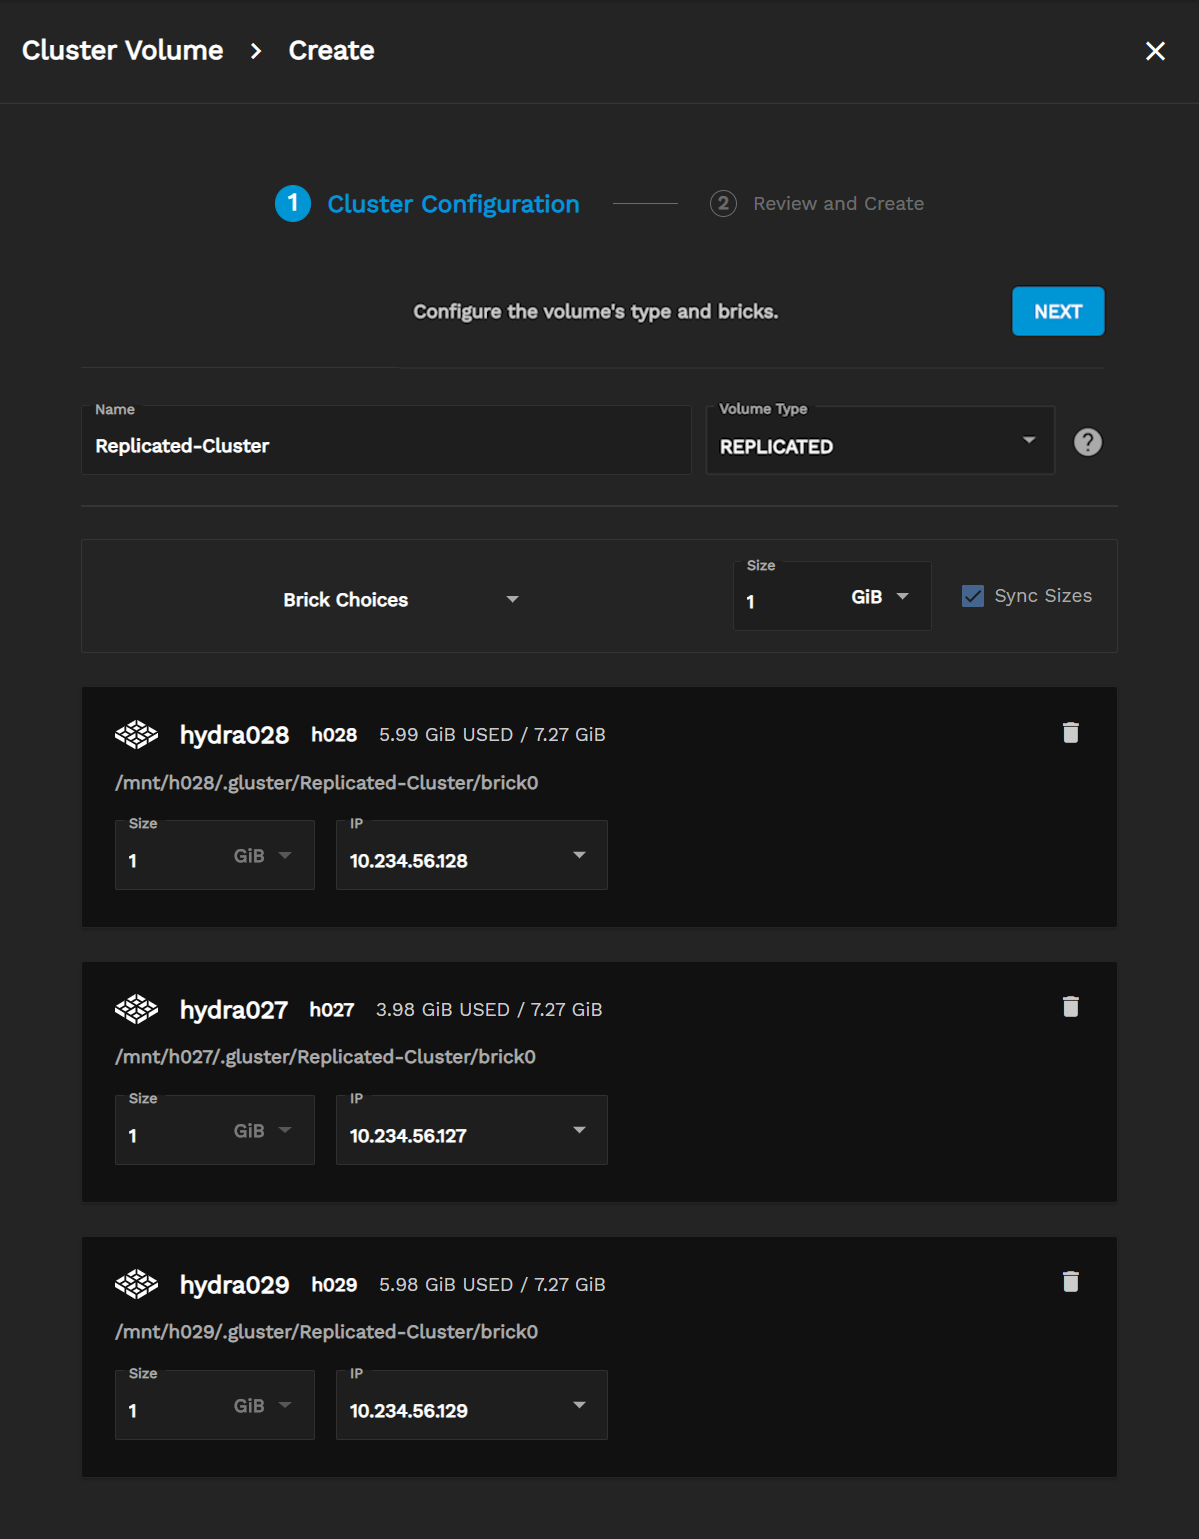 Cluster Volume > Create
1 Cluster Configuration 2 Review and Create
Configure the volume's type and bricks. NEXT
Name
Replicated-Cluster
Volume Type
REPLICATED
?
Brick Choices
Size
1 GiB
Sync Sizes
hydra028 h028 5.99 GiB USED / 7.27 GiB
/mnt/h028/.gluster/Replicated-Cluster/brick0
Size
1 GiB
IP
10.234.56.128
hydra027 h027 3.98 GiB USED / 7.27 GiB
/mnt/h027/.gluster/Replicated-Cluster/brick0
Size
1 GiB
IP
10.234.56.127
hydra029 h029 5.98 GiB USED / 7.27 GiB
/mnt/h029/.gluster/Replicated-Cluster/brick0
Size
1 GiB
IP
10.234.56.129